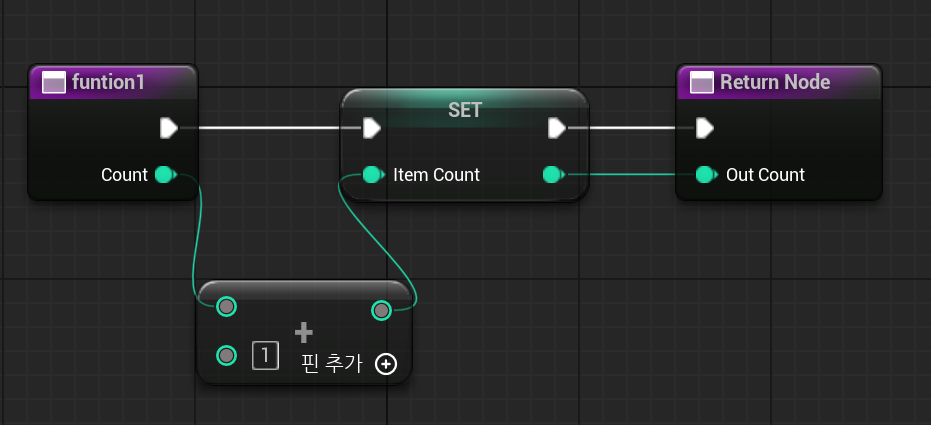 funtion1
SET
Return Node
Count
Item Count
Out Count
1
핀 추가